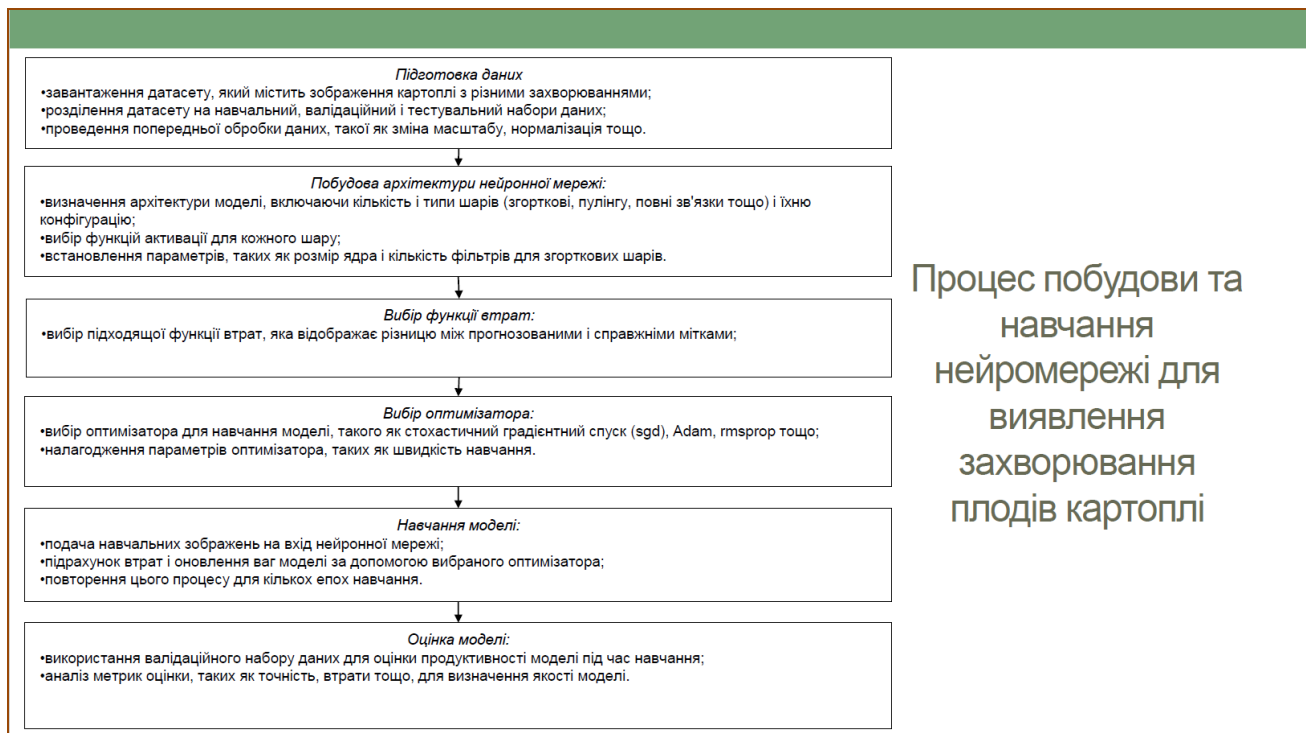 Підготовка даних
•завантаження датасету, який містить зображення картоплі з різними захворюваннями;
•розділення датасету на навчальний, валідаційний і тестувальний набори даних;
•проведення попередньої обробки даних, такої як зміна масштабу, нормалізація тощо.
Побудова архітектури нейронної мережі:
•визначення архітектури моделі, включаючи кількість і типи шарів (згорткові, пулінгу, повні зв'язки тощо) і їхню
конфігурацію;
•вибір функцій активації для кожного шару;
•встановлення параметрів, таких як розмір ядра і кількість фільтрів для згорткових шарів.
Вибір функції втрат:
•вибір підходящої функції втрат, яка відображає різницю між прогнозованими і справжніми мітками;
Вибір оптимізатора:
•вибір оптимізатора для навчання моделі, такого як стохастичний градієнтний спуск (sgd), Adam, rmsprop тощо;
•налагодження параметрів оптимізатора, таких як швидкість навчання.
Навчання моделі:
•подача навчальних зображень на вхід нейронної мережі;
•підрахунок втрат і оновлення ваг моделі за допомогою вибраного оптимізатора;
•повторення цього процесу для кількох епох навчання.
Оцінка моделі:
•використання валідаційного набору даних для оцінки продуктивності моделі під час навчання;
•аналіз метрик оцінки, таких як точність, втрати тощо, для визначення якості моделі.
Процес побудови та
навчання
нейромережі для
виявлення
захворювання
плодів картоплі